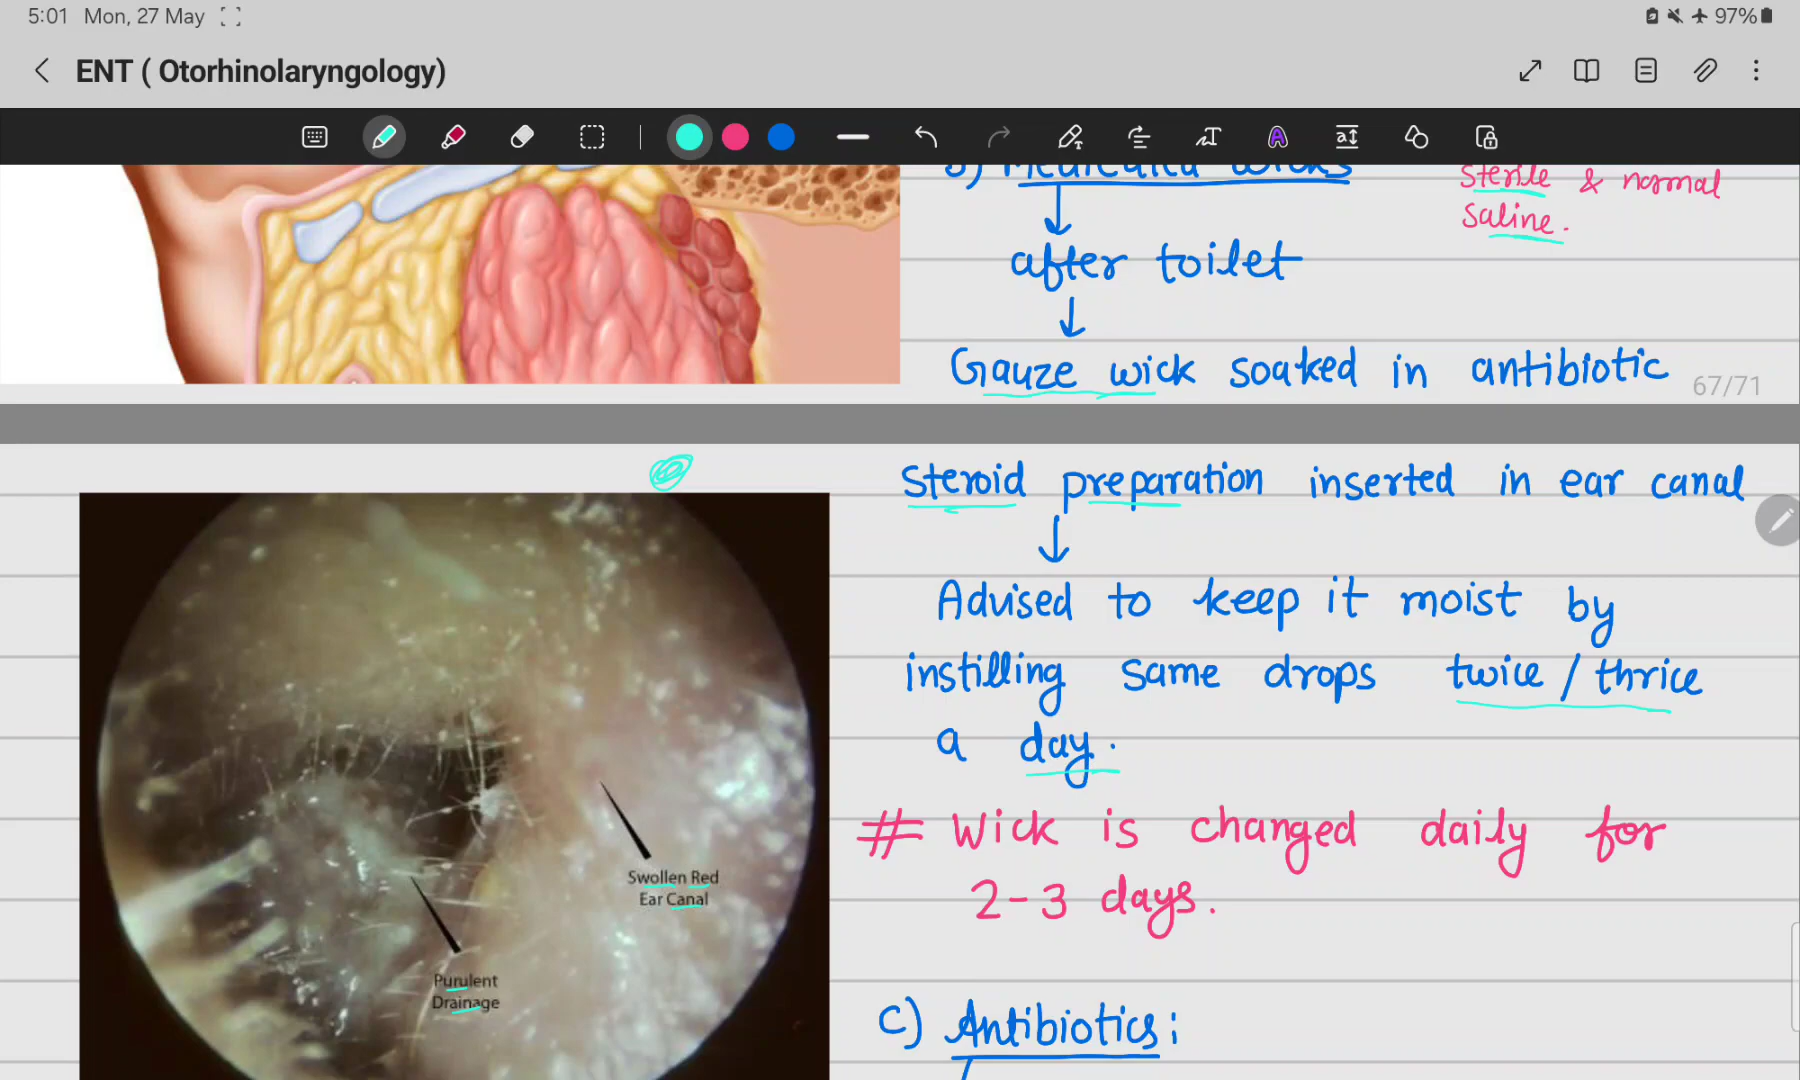 5:01 Mon, 27 May
97%
ENT ( Otorhinolaryngology)
b) Medicated wicks
Sterile & normal
Saline.
after toilet
Gauze wick soaked in antibiotic
67/71
Steroid preparation inserted in ear canal
Advised to keep it moist by
instilling same drops twice / thrice
a day.
# Wick is changed daily for
2-3 days.
Swollen Red
Ear Canal
Purulent
Drainage
C) Antibiotics: